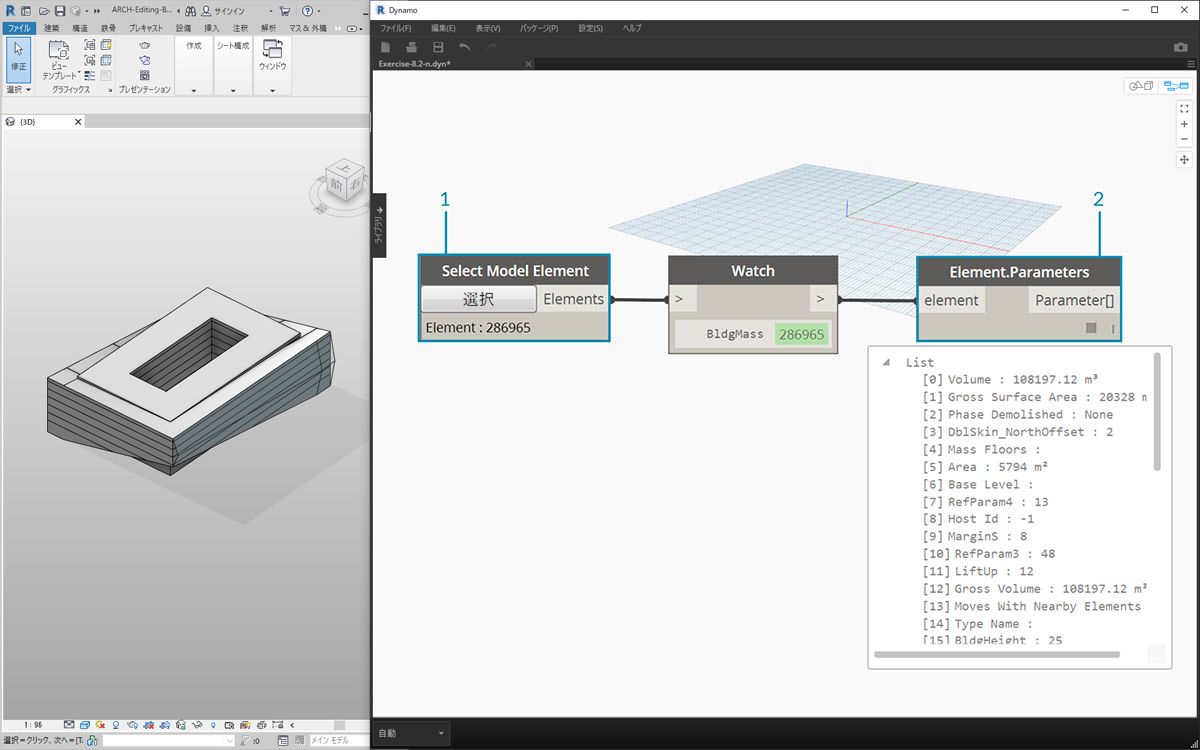 ARCH-Editing-B...
サインイン
ファイル 建築 構造 鉄骨 プレキャスト 設備 挿入 注釈 解析 マス & 外構
修正
ビュー
テンプレート
作成
シート構成
ウィンドウ
選択 グラフィックス プレゼンテーション
{3D}
上
前
右
1 : 96
選択=クリック、次へ=[T
:0
メイン モデル
Dynamo
ファイル(F) 編集(E) 表示(V) パッケージ(P) 設定(S) ヘルプ
Exercise-8.2-n.dyn*
ライブラリ
1
2
Select Model Element
選択
Elements
Element : 286965
Watch
>
>
BldgMass 286965
Element.Parameters
element
Parameter[]
List
[0] Volume : 108197.12 m³
[1] Gross Surface Area : 20328 m
[2] Phase Demolished : None
[3] DblSkin_NorthOffset : 2
[4] Mass Floors :
[5] Area : 5794 m²
[6] Base Level :
[7] RefParam4 : 13
[8] Host Id : -1
[9] MarginS : 8
[10] RefParam3 : 48
[11] LiftUp : 12
[12] Gross Volume : 108197.12 m³
[13] Moves With Nearby Elements
[14] Type Name :
[15] BldgHeight : 25
自動